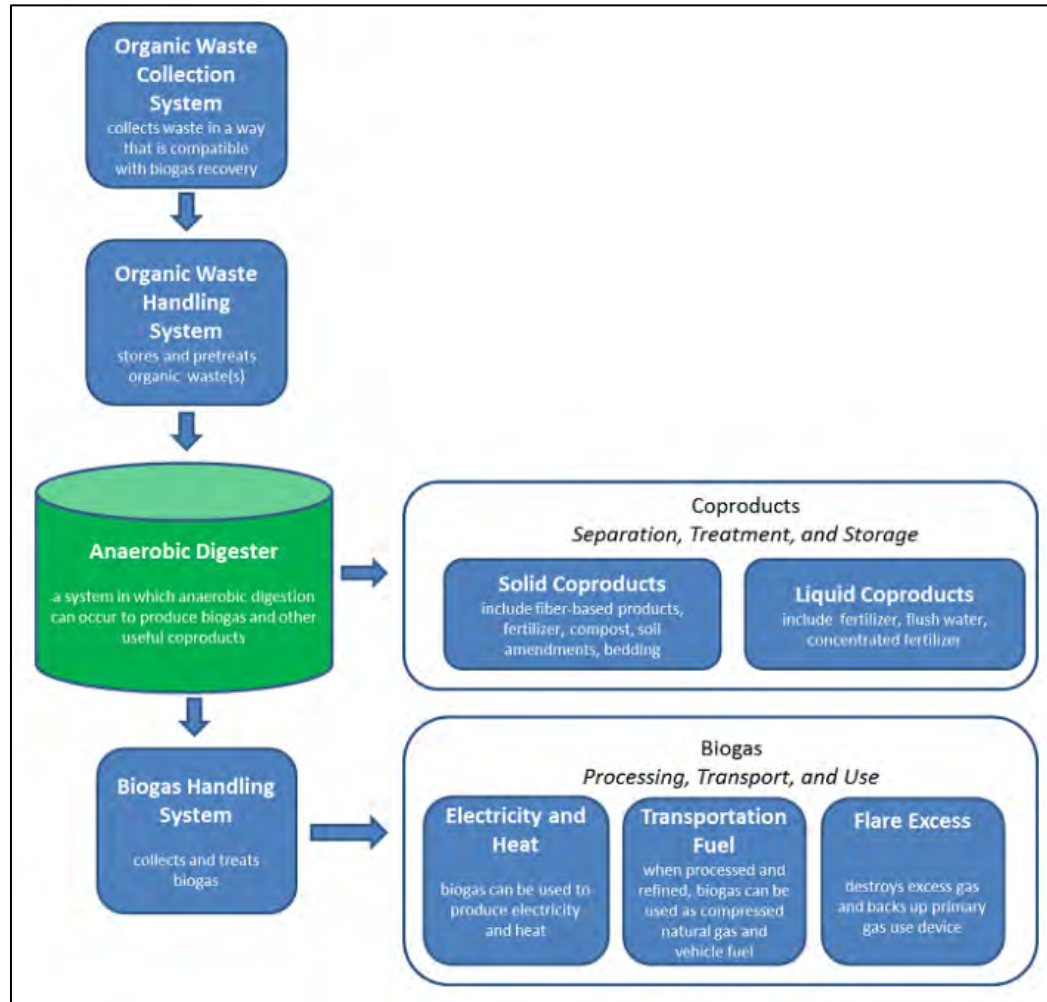 Organic Waste
Collection
System
collects waste in a way
that is compatible
with biogas recovery
Organic Waste
Handling
System
stores and pretreats
organic waste(s)
Anaerobic Digester
a system in which anaerobic digestion
can occur to produce biogas and other
useful coproducts
Coproducts
Separation, Treatment, and Storage
Solid Coproducts
include fiber-based products,
fertilizer, compost, soil
amendments, bedding
Liquid Coproducts
include fertilizer, flush water,
concentrated fertilizer
Biogas Handling
System
collects and treats
biogas
Biogas
Processing, Transport, and Use
Electricity and
Heat
biogas can be used to
produce electricity
and heat
Transportation
Fuel
when processed and
refined, biogas can be
used as compressed
natural gas and
vehicle fuel
Flare Excess
destroys excess gas
and backs up primary
gas use device